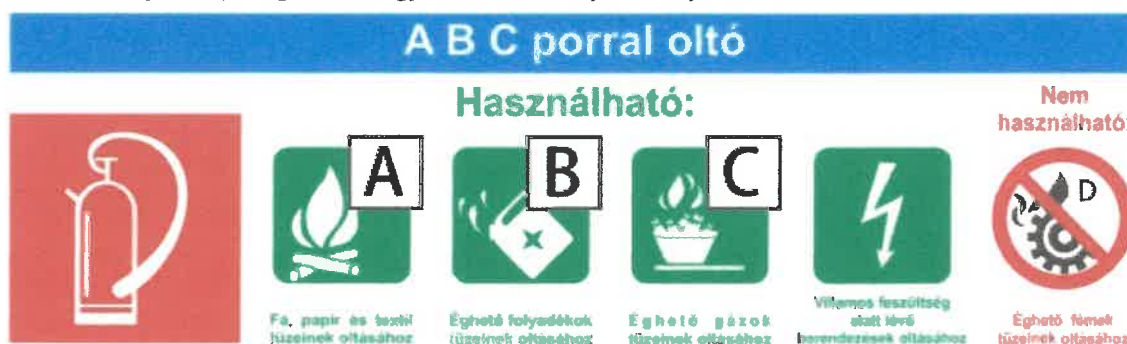 A B C porral oltó
Használható:
Nem
használható:
A
B
C
D
Fa, papír és textil
tüzeinek oltásához
Éghető folyadékok
tüzeinek oltásához
Éghető gázok
tüzeinek oltásához
Villamos feszültség
alatt lévő
berendezések oltásához
Éghető fémek
tüzeinek oltásához